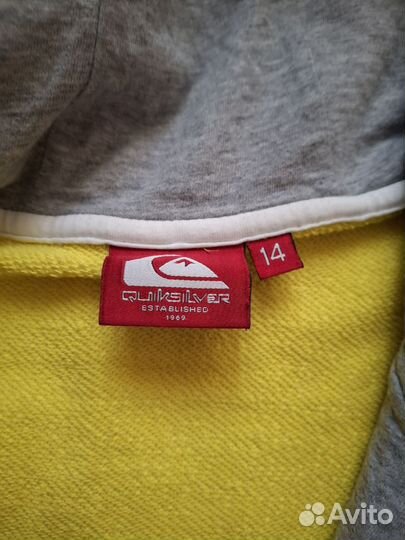 QUIKSILVER
ESTABLISHED
1969
14
Avito